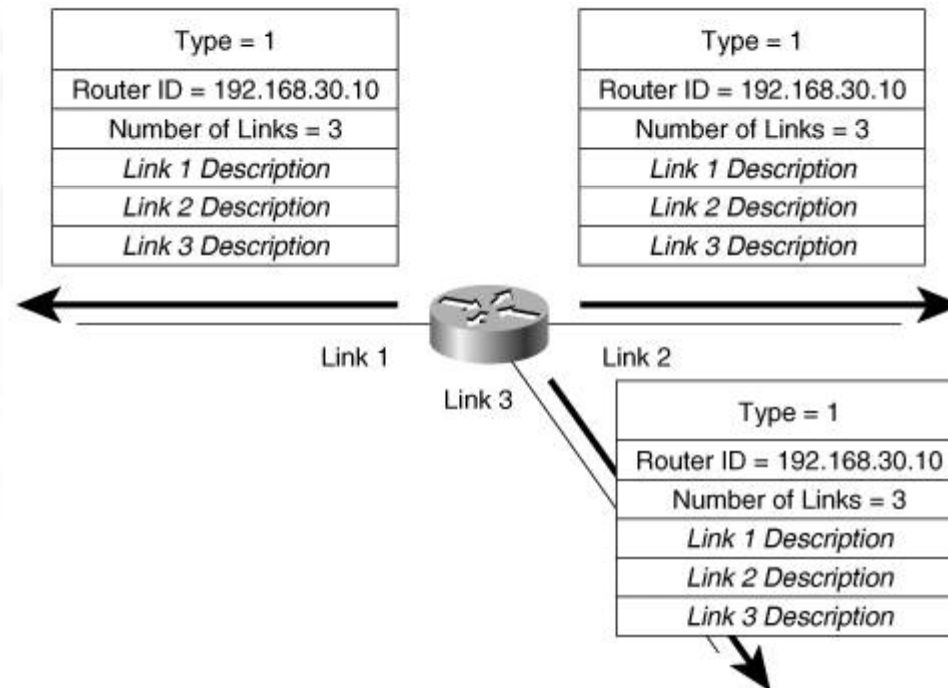 Type = 1
Router ID = 192.168.30.10
Number of Links = 3
Link 1 Description
Link 2 Description
Link 3 Description
Type = 1
Router ID = 192.168.30.10
Number of Links = 3
Link 1 Description
Link 2 Description
Link 3 Description
Link 1
Link 2
Link 3
Type = 1
Router ID = 192.168.30.10
Number of Links = 3
Link 1 Description
Link 2 Description
Link 3 Description